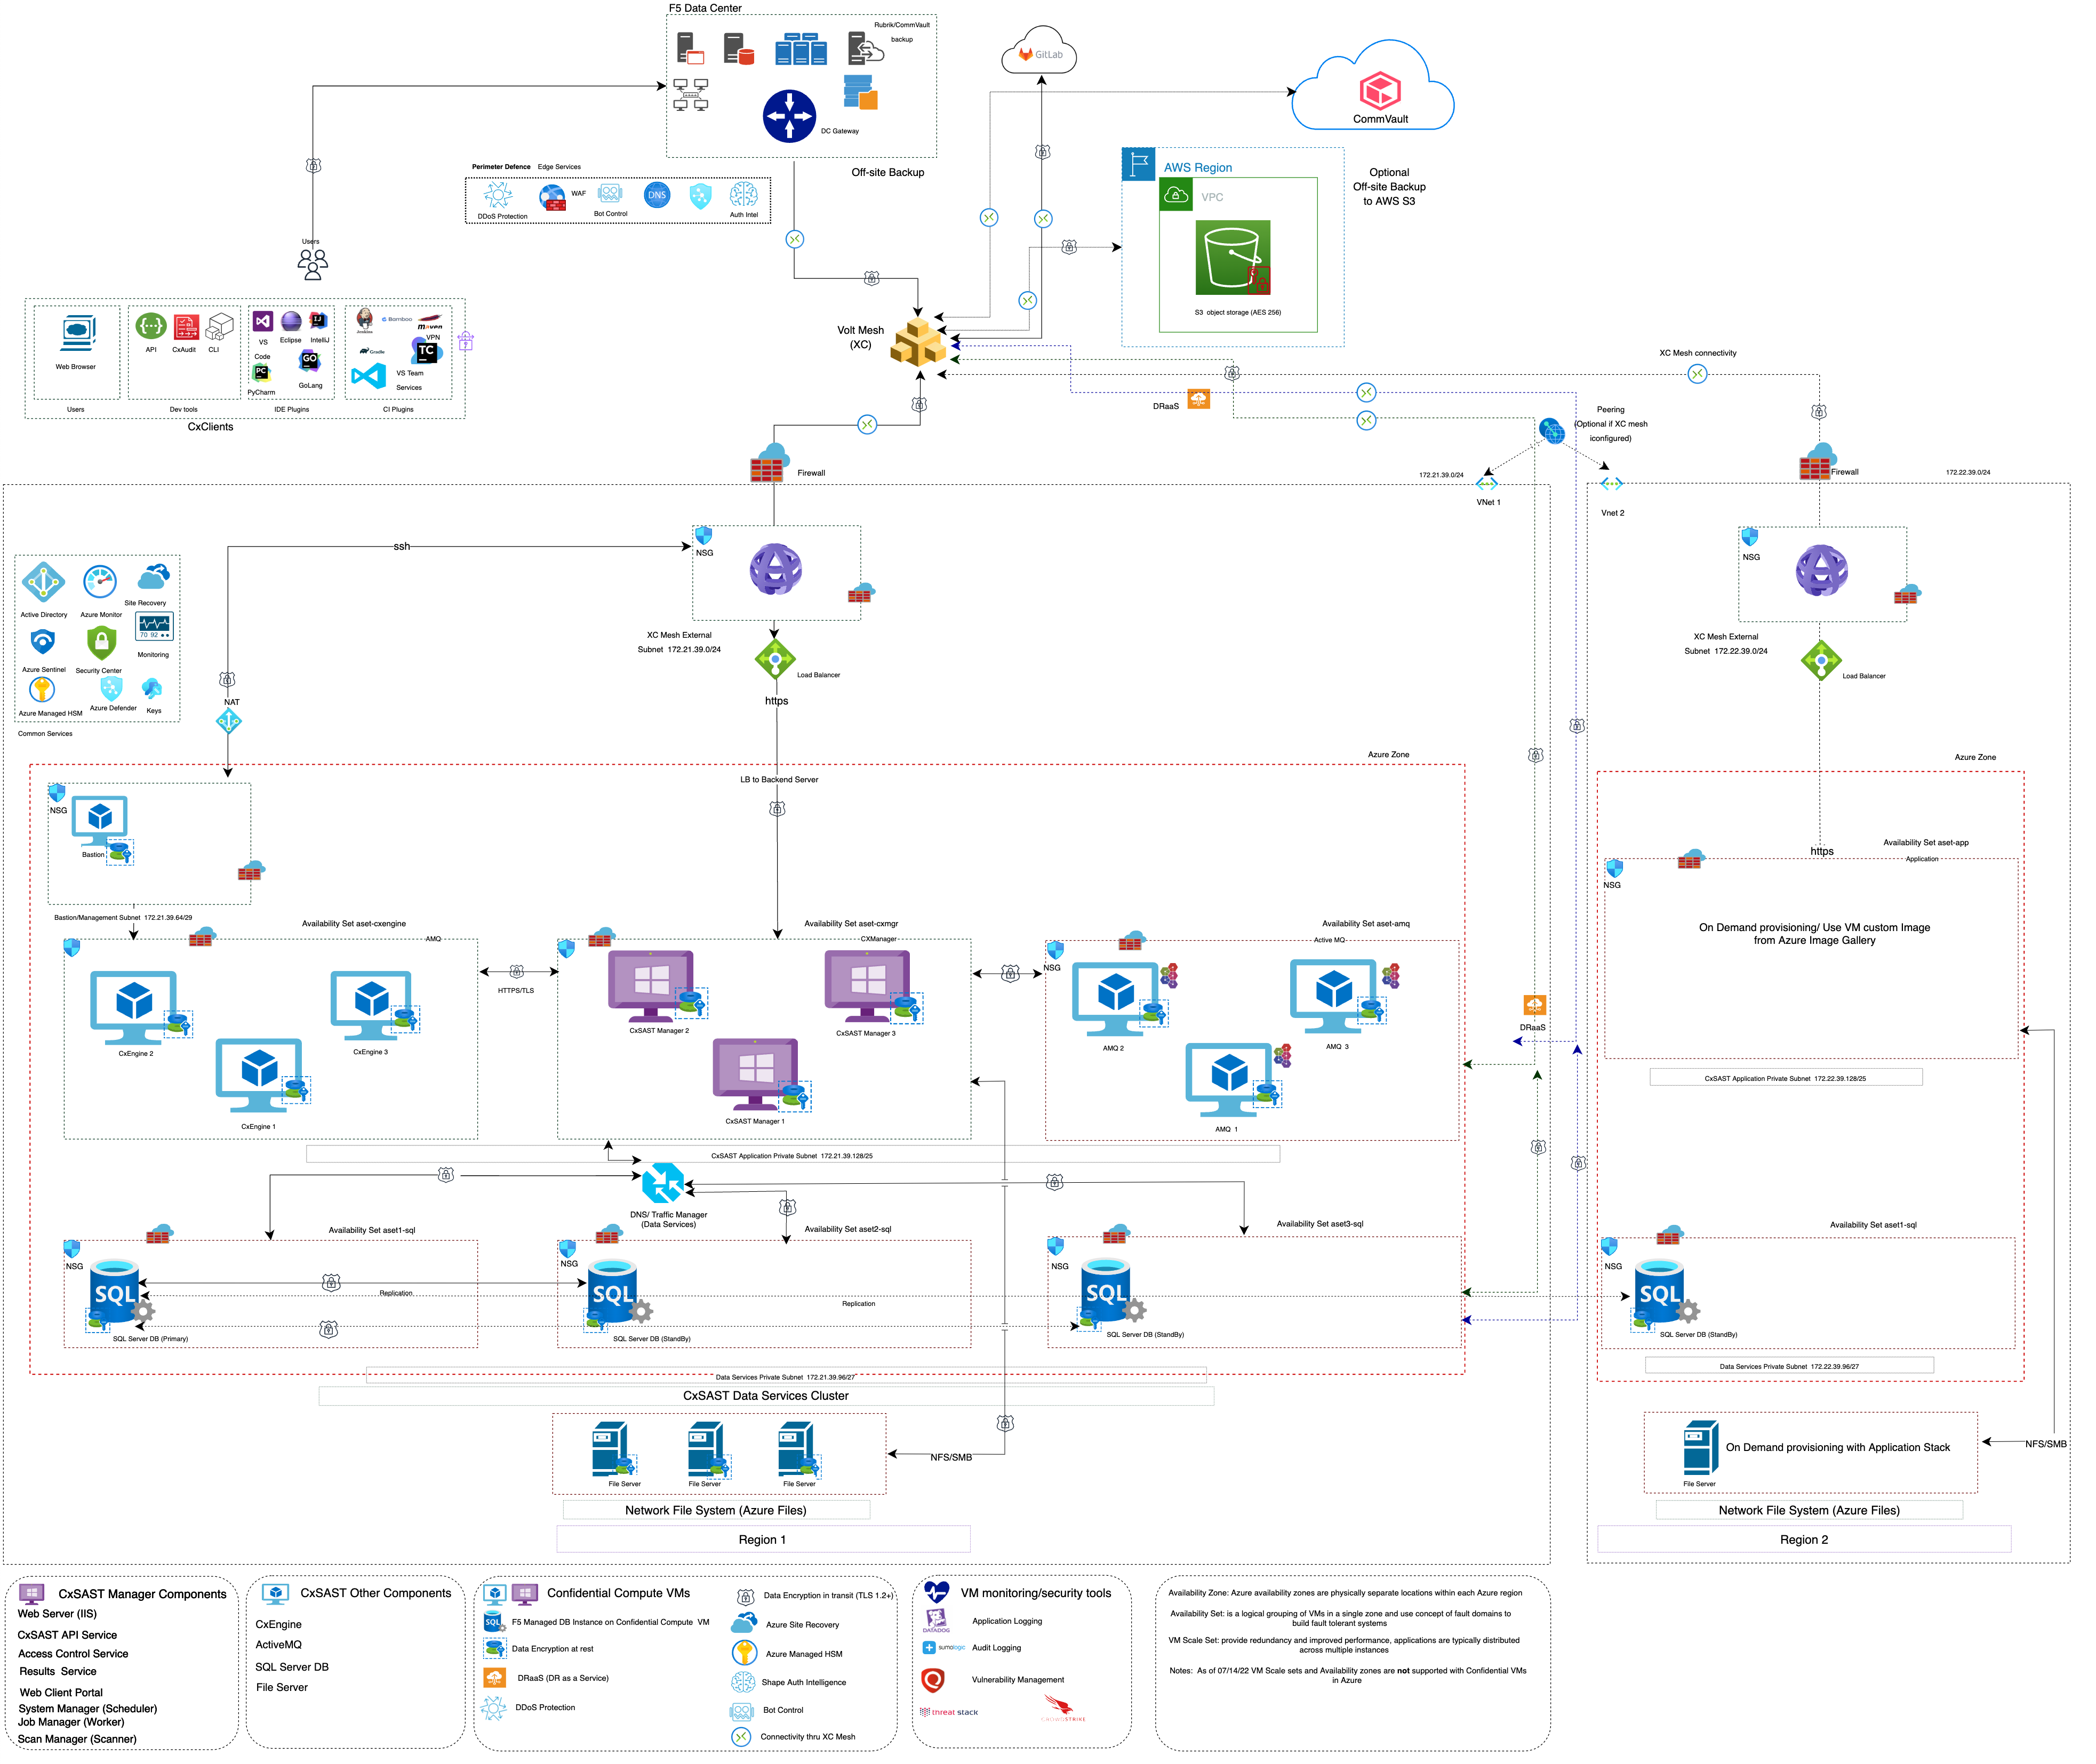 F5 Data Center
Rubrik/CommVault
backup
DC Gateway
Off-site Backup
GitLab
CommVault
Perimeter Defence Edge Services
DDoS Protection
WAF
Bot Control
DNS
Auth Intel
AWS Region
VPC
S3 object storage (AES 256)
Optional
Off-site Backup
to AWS S3
Users
Web Browser
Users
API
CxAudit
CLI
Dev tools
VS
Code
Eclipse
IntelliJ
PyCharm
GoLang
IDE Plugins
Jenkins
Bamboo
maven
VPN
Gradle
TC
VS Team
Services
CI Plugins
CxClients
Volt Mesh
(XC)
DRaaS
XC Mesh connectivity
Peering
(Optional if XC mesh
iconfigured)
Firewall
172.21.39.0/24
VNet 1
Vnet 2
Firewall
172.22.39.0/24
ssh
NSG
XC Mesh External
Subnet 172.21.39.0/24
Load Balancer
https
NSG
XC Mesh External
Subnet 172.22.39.0/24
Load Balancer
https
Active Directory
Azure Monitor
Site Recovery
70 92
Azure Sentinel
Security Center
Monitoring
Azure Managed HSM
Azure Defender
Keys
Common Services
NAT
Azure Zone
LB to Backend Server
NSG
Bastion
Bastion/Management Subnet 172.21.39.64/29
Availability Set aset-cxengine
AMQ
CxEngine 2
CxEngine 3
CxEngine 1
HTTPS/TLS
Availability Set aset-cxmgr
CXManager
CxSAST Manager 2
CxSAST Manager 3
CxSAST Manager 1
Availability Set aset-amq
Active MQ
NSG
AMQ 2
AMQ 3
AMQ 1
CxSAST Application Private Subnet 172.21.39.128/25
DNS/ Traffic Manager
(Data Services)
Availability Set aset1-sql
NSG
SQL
SQL Server DB (Primary)
Replication
Availability Set aset2-sql
NSG
SQL
SQL Server DB (StandBy)
Replication
Availability Set aset3-sql
NSG
SQL
SQL Server DB (StandBy)
Data Services Private Subnet 172.21.39.96/27
CxSAST Data Services Cluster
File Server
File Server
File Server
NFS/SMB
Network File System (Azure Files)
Region 1
DRaaS
Azure Zone
Availability Set aset-app
Application
NSG
On Demand provisioning/ Use VM custom Image
from Azure Image Gallery
CxSAST Application Private Subnet 172.22.39.128/25
Availability Set aset1-sql
NSG
SQL
SQL Server DB (StandBy)
Data Services Private Subnet 172.22.39.96/27
File Server
On Demand provisioning with Application Stack
NFS/SMB
Network File System (Azure Files)
Region 2
CxSAST Manager Components
Web Server (IIS)
CxSAST API Service
Access Control Service
Results Service
Web Client Portal
System Manager (Scheduler)
Job Manager (Worker)
Scan Manager (Scanner)
CxSAST Other Components
CxEngine
ActiveMQ
SQL Server DB
File Server
Confidential Compute VMs
SQL
F5 Managed DB Instance on Confidential Compute VM
Data Encryption at rest
DRaaS (DR as a Service)
DDoS Protection
Data Encryption in transit (TLS 1.2+)
Azure Site Recovery
Azure Managed HSM
Shape Auth Intelligence
Bot Control
Connectivity thru XC Mesh
VM monitoring/security tools
DATADOG
Application Logging
sumologic
Audit Logging
Vulnerability Management
threat stack
CROWDSTRIKE
Availability Zone: Azure availability zones are physically separate locations within each Azure region
Availability Set: is a logical grouping of VMs in a single zone and use concept of fault domains to
build fault tolerant systems
VM Scale Set: provide redundancy and improved performance, applications are typically distributed
across multiple instances
Notes: As of 07/14/22 VM Scale sets and Availability zones are not supported with Confidential VMs
in Azure